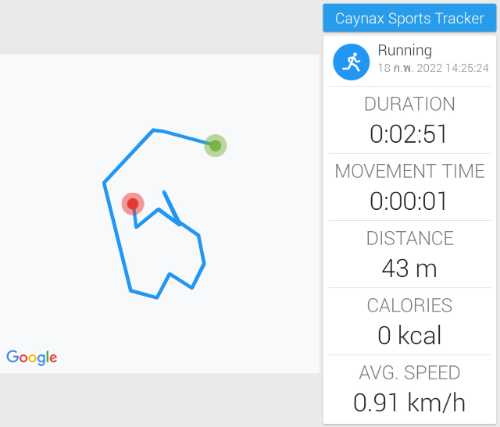 Caynax Sports Tracker
Running
18 ก.พ. 2022 14:25:24
DURATION
0:02:51
MOVEMENT TIME
0:00:01
DISTANCE
43 m
CALORIES
0 kcal
AVG. SPEED
0.91 km/h
Google